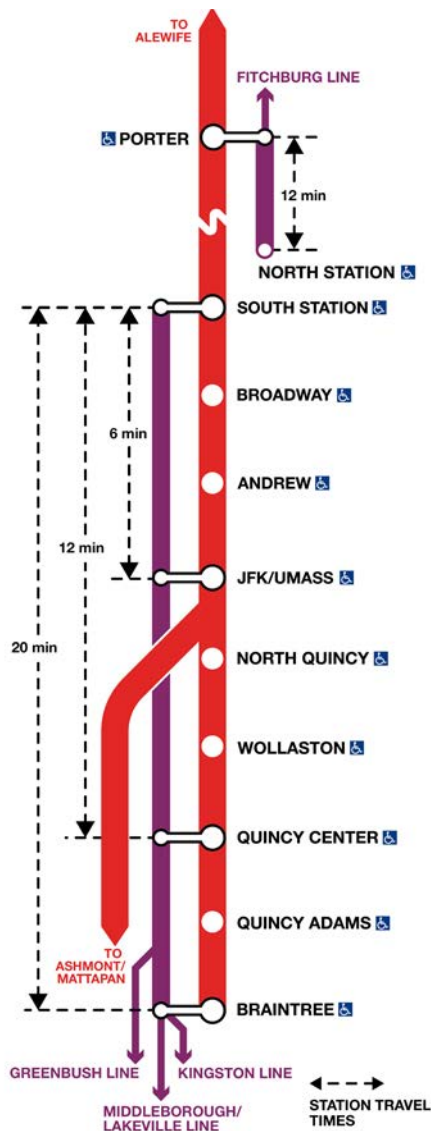 TO
ALEWIFE
FITCHBURG LINE
PORTER
12 min
NORTH STATION
SOUTH STATION
BROADWAY
6 min
ANDREW
12 min
JFK/UMASS
20 min
NORTH QUINCY
WOLLASTON
QUINCY CENTER
QUINCY ADAMS
TO
ASHMONT/
MATTAPAN
BRAINTREE
GREENBUSH LINE
KINGSTON LINE
MIDDLEBOROUGH/
LAKEVILLE LINE
STATION TRAVEL
TIMES